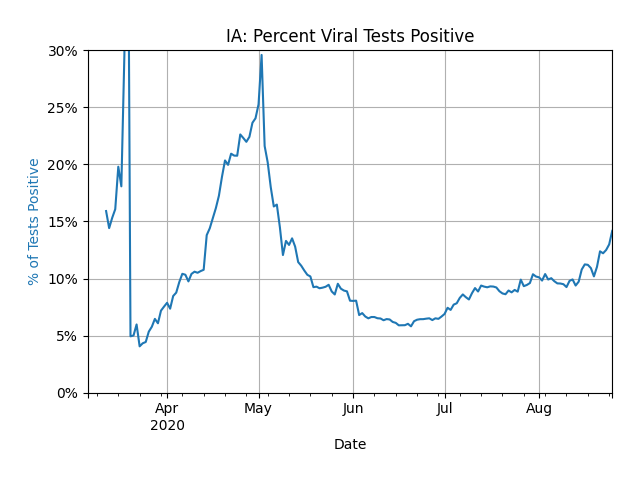 IA: Percent Viral Tests Positive
30%
25%
20%
15%
10%
5%
0%
% of Tests Positive
Apr
2020
May
Jun
Jul
Aug
Date